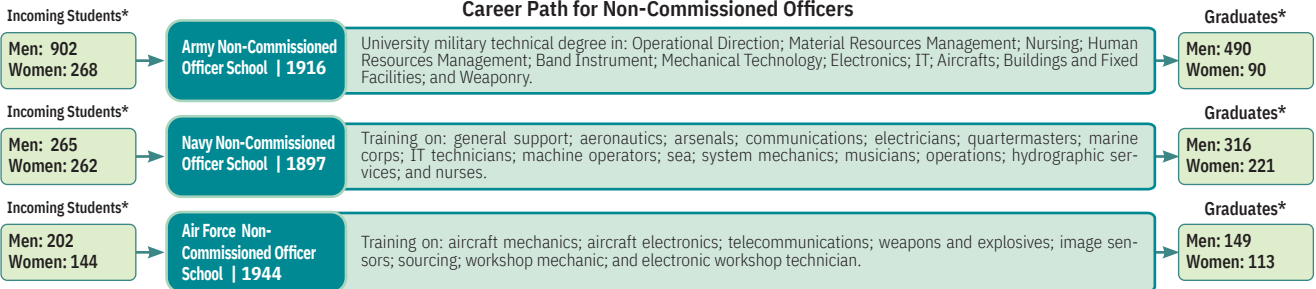 Career Path for Non-Commissioned Officers
Incoming Students*
Men: 902
Women: 268
Army Non-Commissioned
Officer School | 1916
University military technical degree in: Operational Direction; Material Resources Management; Nursing; Human
Resources Management; Band Instrument; Mechanical Technology; Electronics; IT; Aircrafts; Buildings and Fixed
Facilities; and Weaponry.
Graduates*
Men: 490
Women: 90
Incoming Students*
Men: 265
Women: 262
Navy Non-Commissioned
Officer School | 1897
Training on: general support; aeronautics; arsenals; communications; electricians; quartermasters; marine
corps; IT technicians; machine operators; sea; system mechanics; musicians; operations; hydrographic ser-
vices; and nurses.
Graduates*
Men: 316
Women: 221
Incoming Students*
Men: 202
Women: 144
Air Force Non-
Commissioned Officer
School | 1944
Training on: aircraft mechanics; aircraft electronics; telecommunications; weapons and explosives; image sen-
sors; sourcing; workshop mechanic; and electronic workshop technician.
Graduates*
Men: 149
Women: 113